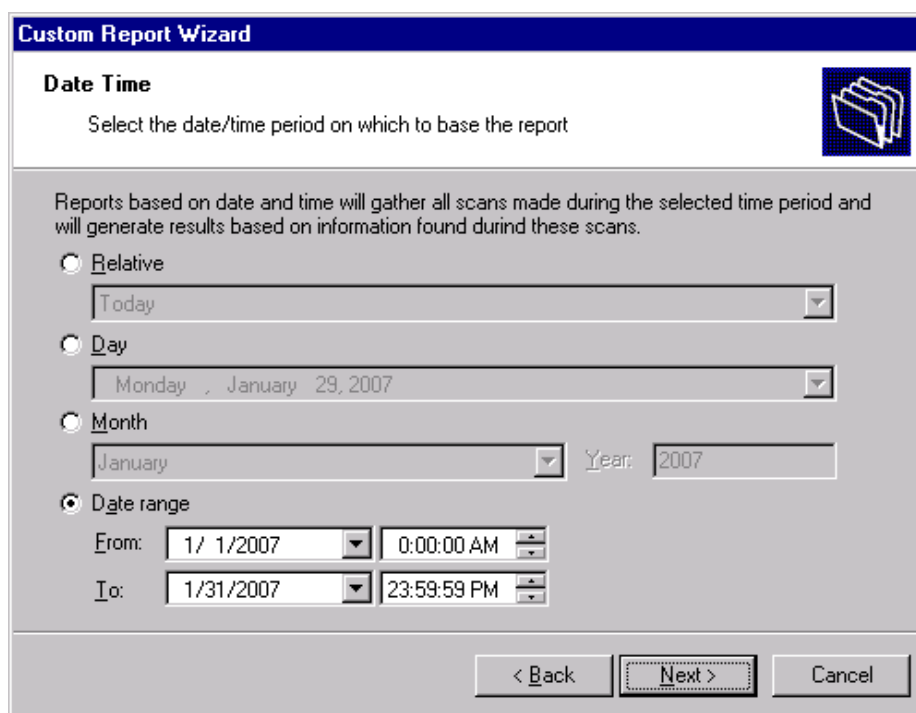 Custom Report Wizard
Date Time
Select the date/time period on which to base the report
Reports based on date and time will gather all scans made during the selected time period and
will generate results based on information found durind these scans.
Relative
Today
Day
Monday , January 29, 2007
Month
January Year: 2007
Date range
From: 1/ 1/2007 0:00:00 AM
To: 1/31/2007 23:59:59 PM
< Back Next > Cancel